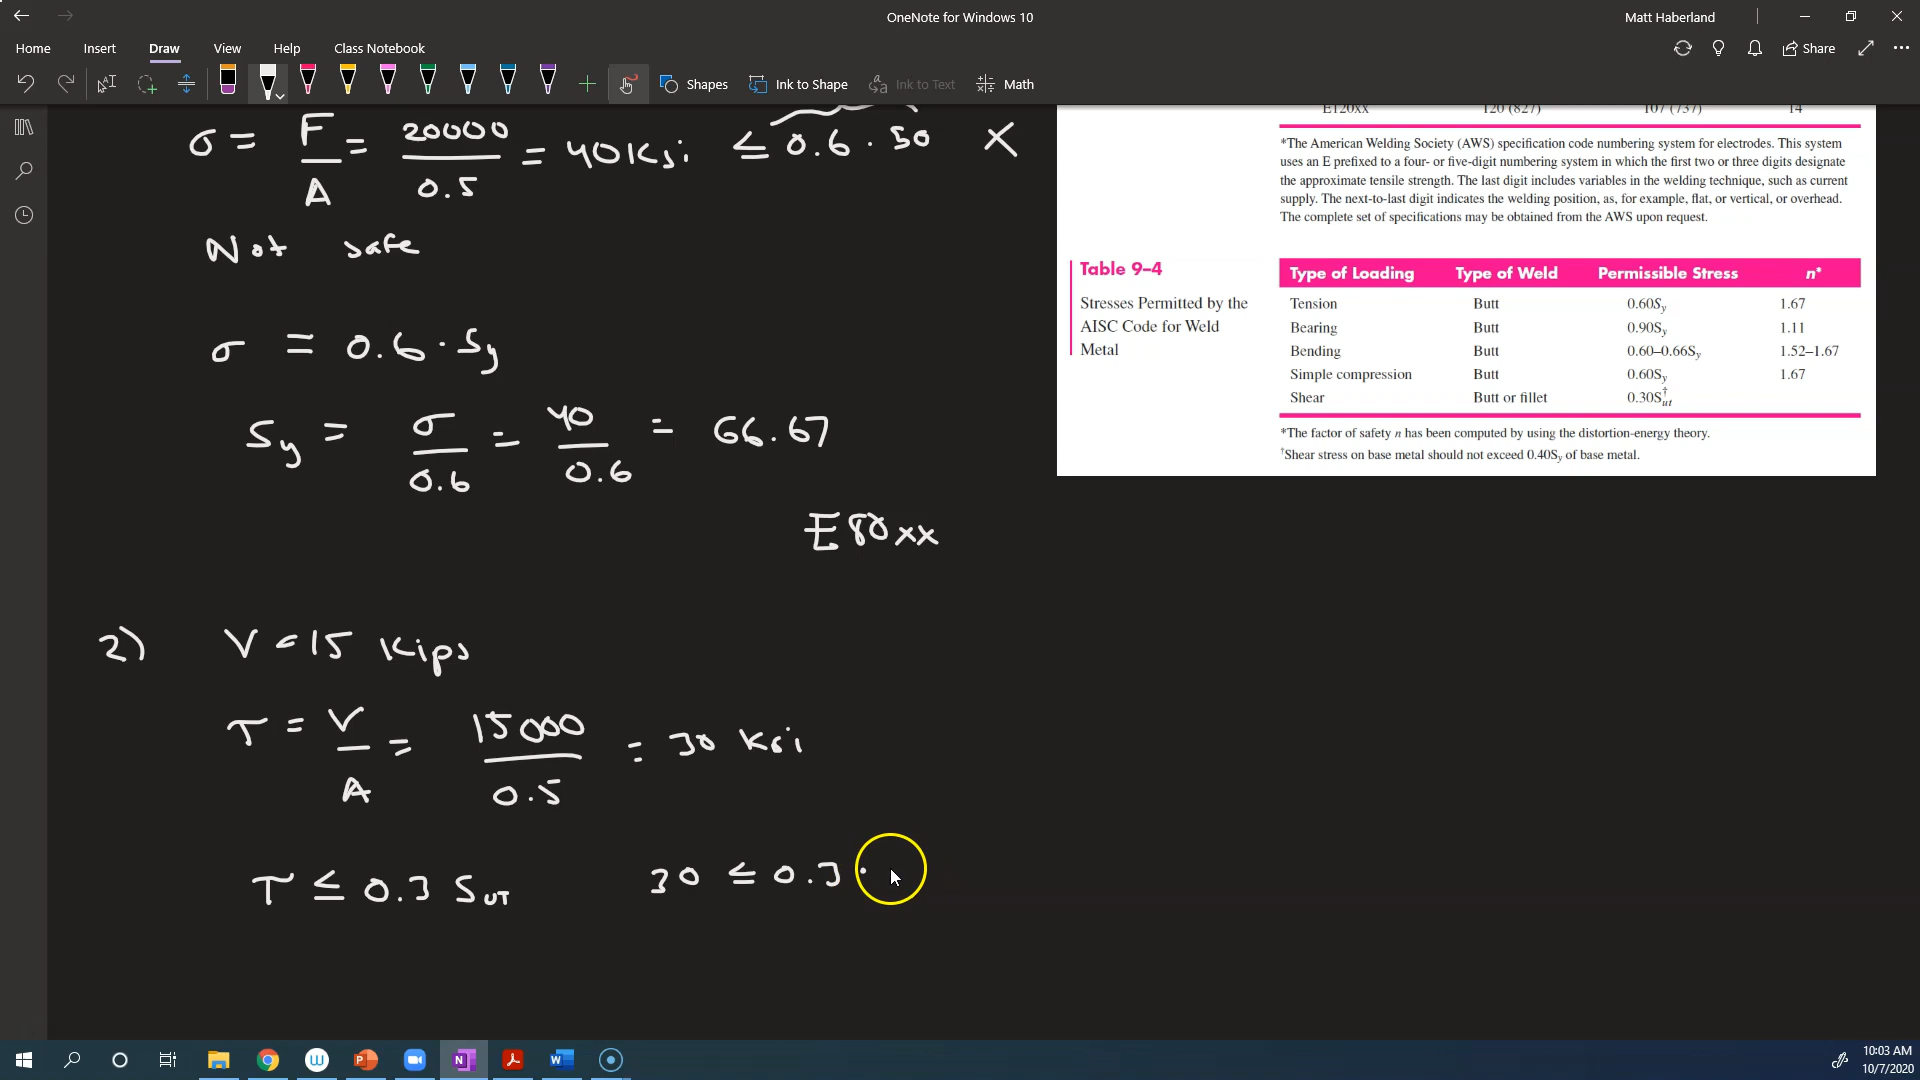 OneNote for Windows 10
Matt Haberland
Home Insert Draw View Help Class Notebook
Share
Shapes Ink to Shape Ink to Text Math
σ = F/A = 20000/0.5 = 40 Ksi ≤ 0.6 · 50 X
Not safe
σ = 0.6 · Sy
Sy = σ/0.6 = 40/0.6 = 66.67
E80xx
2) V = 15 Kips
τ = V/A = 15000/0.5 = 30 Ksi
τ ≤ 0.3 SUT 30 ≤ 0.3 ·
E120xx 120 (827) 107 (737) 14
*The American Welding Society (AWS) specification code numbering system for electrodes. This system
uses an E prefixed to a four- or five-digit numbering system in which the first two or three digits designate
the approximate tensile strength. The last digit includes variables in the welding technique, such as current
supply. The next-to-last digit indicates the welding position, as, for example, flat, or vertical, or overhead.
The complete set of specifications may be obtained from the AWS upon request.
Table 9–4
Stresses Permitted by the
AISC Code for Weld
Metal
Type of Loading Type of Weld Permissible Stress n*
Tension Butt 0.60Sy 1.67
Bearing Butt 0.90Sy 1.11
Bending Butt 0.60–0.66Sy 1.52–1.67
Simple compression Butt 0.60Sy 1.67
Shear Butt or fillet 0.30S†ut
*The factor of safety n has been computed by using the distortion-energy theory.
†Shear stress on base metal should not exceed 0.40Sy of base metal.
10:03 AM
10/7/2020